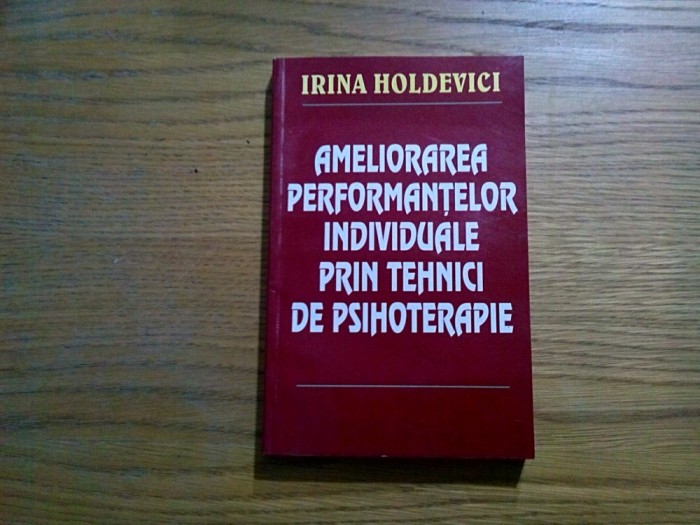 IRINA HOLDEVICI
AMELIORAREA
PERFORMANȚELOR
INDIVIDUALE
PRIN TEHNICI
DE PSIHOTERAPIE